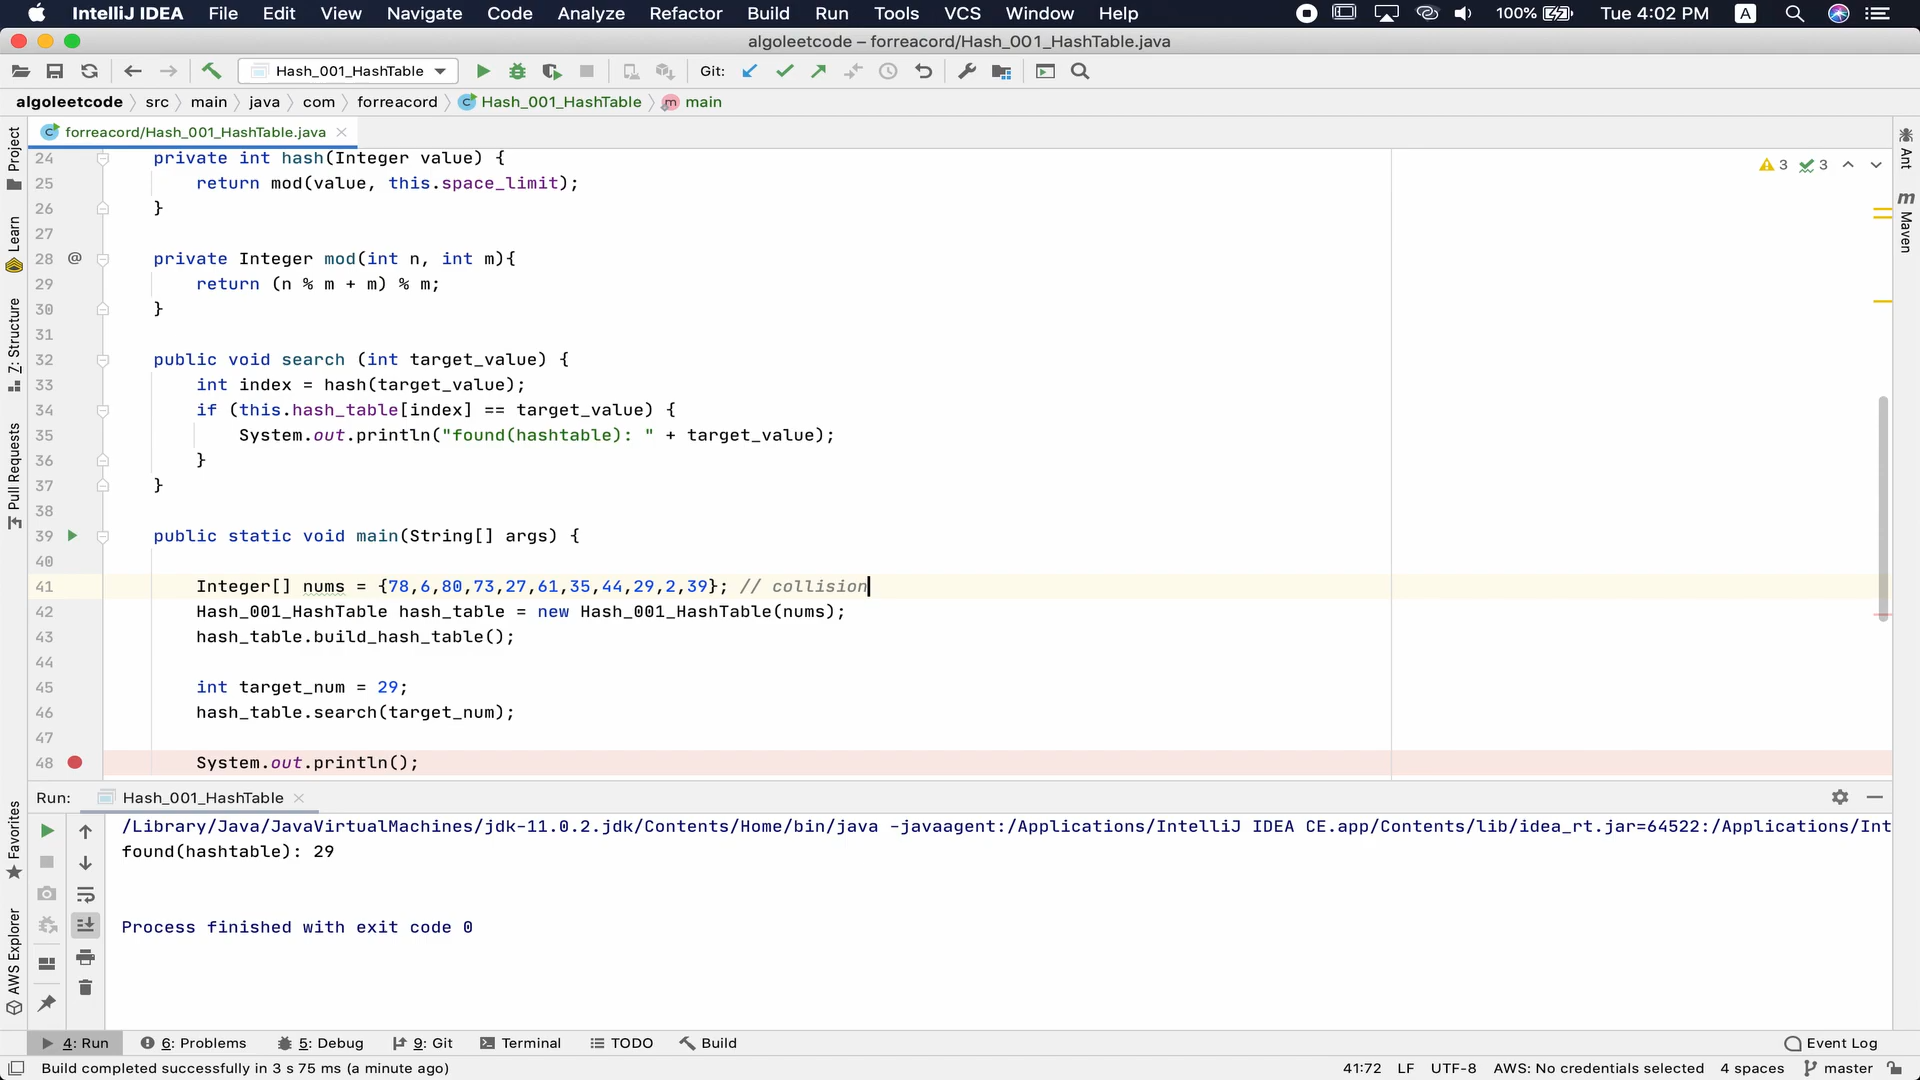 IntelliJ IDEA File Edit View Navigate Code Analyze Refactor Build Run Tools VCS Window Help 100% Tue 4:02 PM A
algoleetcode – forreacord/Hash_001_HashTable.java
Hash_001_HashTable Git:
algoleetcode src main java com forreacord C Hash_001_HashTable m main
C forreacord/Hash_001_HashTable.java
3 3
24 private int hash(Integer value) {
25 return mod(value, this.space_limit);
26 }
27
28 @ private Integer mod(int n, int m){
29 return (n % m + m) % m;
30 }
31
32 public void search (int target_value) {
33 int index = hash(target_value);
34 if (this.hash_table[index] == target_value) {
35 System.out.println("found(hashtable): " + target_value);
36 }
37 }
38
39 public static void main(String[] args) {
40
41 Integer[] nums = {78,6,80,73,27,61,35,44,29,2,39}; // collision
42 Hash_001_HashTable hash_table = new Hash_001_HashTable(nums);
43 hash_table.build_hash_table();
44
45 int target_num = 29;
46 hash_table.search(target_num);
47
48 System.out.println();
Project
Learn
Z: Structure
Pull Requests
Favorites
AWS Explorer
Ant
m Maven
Run: Hash_001_HashTable
/Library/Java/JavaVirtualMachines/jdk-11.0.2.jdk/Contents/Home/bin/java -javaagent:/Applications/IntelliJ IDEA CE.app/Contents/lib/idea_rt.jar=64522:/Applications/Int
found(hashtable): 29
Process finished with exit code 0
4: Run 6: Problems 5: Debug 9: Git Terminal TODO Build Event Log
Build completed successfully in 3 s 75 ms (a minute ago) 41:72 LF UTF-8 AWS: No credentials selected 4 spaces master